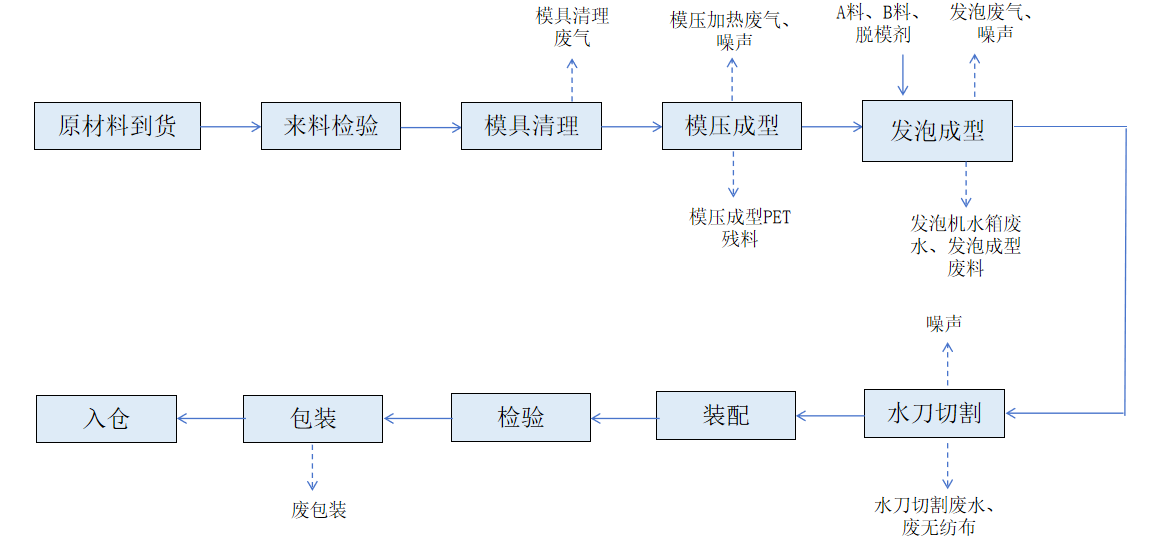 模具清理
废气
模压加热废气、
噪声
A料、B料、
脱模剂
发泡废气、
噪声
原材料到货
来料检验
模具清理
模压成型
发泡成型
模压成型PET
残料
发泡机水箱废
水、发泡成型
废料
噪声
入仓
包装
检验
装配
水刀切割
废包装
水刀切割废水、
废无纺布